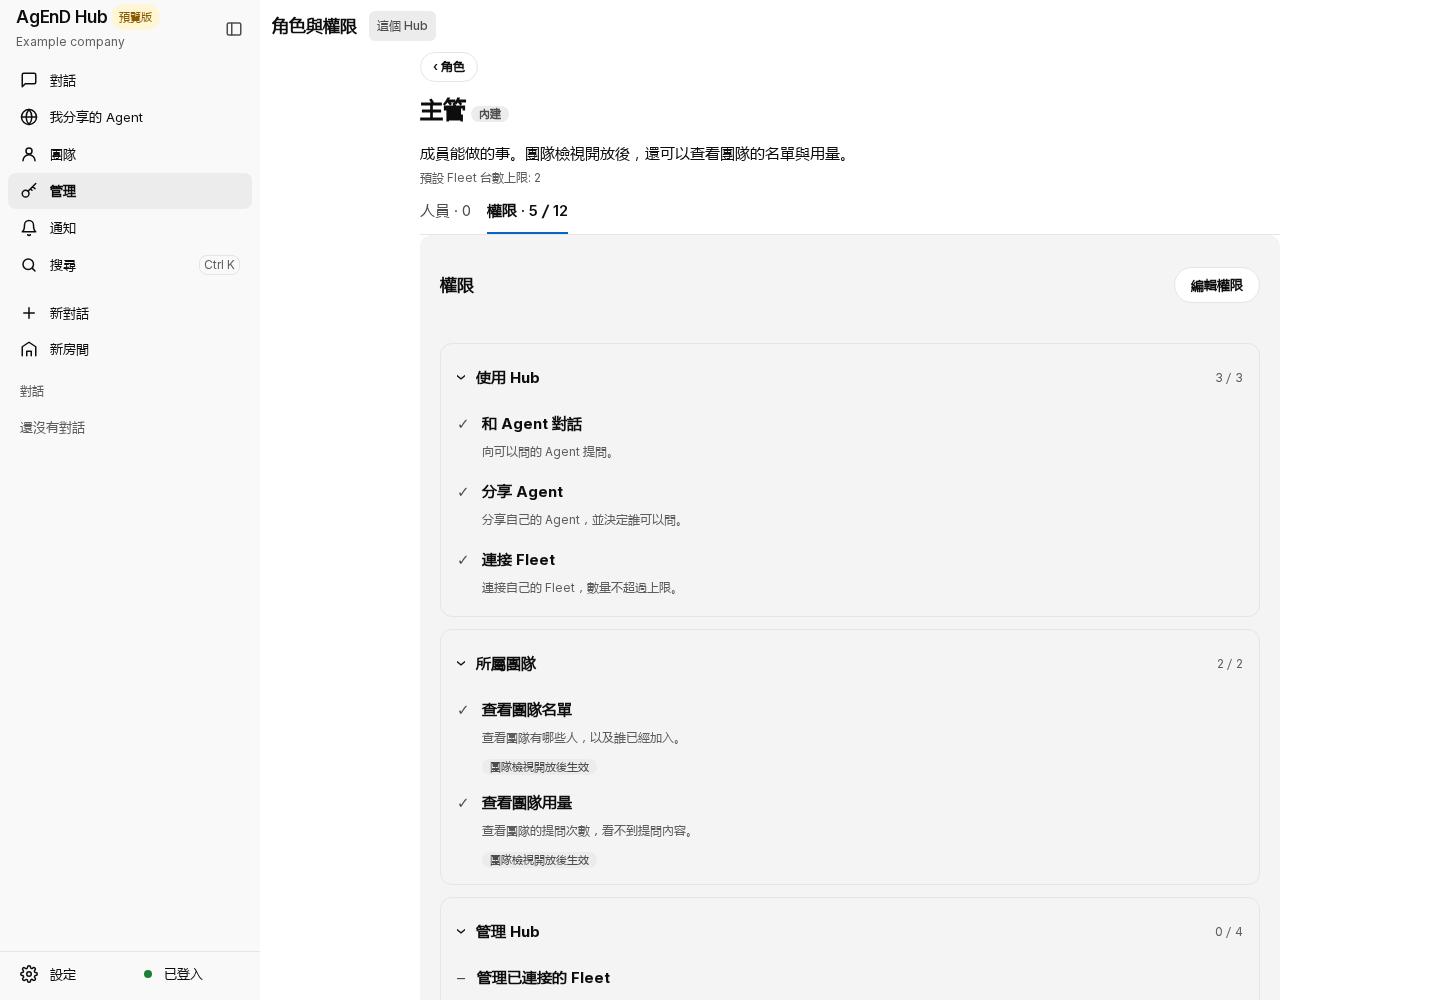 AgEnD Hub 預覽版
Example company
對話
我分享的 Agent
團隊
管理
通知
搜尋 Ctrl K
新對話
新房間
對話
還沒有對話
設定
已登入
角色與權限 這個 Hub
‹ 角色
主管 內建
成員能做的事。團隊檢視開放後，還可以查看團隊的名單與用量。
預設 Fleet 台數上限: 2
人員 · 0 權限 · 5 / 12
權限 編輯權限
使用 Hub 3 / 3
✓ 和 Agent 對話
向可以問的 Agent 提問。
✓ 分享 Agent
分享自己的 Agent，並決定誰可以問。
✓ 連接 Fleet
連接自己的 Fleet，數量不超過上限。
所屬團隊 2 / 2
✓ 查看團隊名單
查看團隊有哪些人，以及誰已經加入。
團隊檢視開放後生效
✓ 查看團隊用量
查看團隊的提問次數，看不到提問內容。
團隊檢視開放後生效
管理 Hub 0 / 4
– 管理已連接的 Fleet